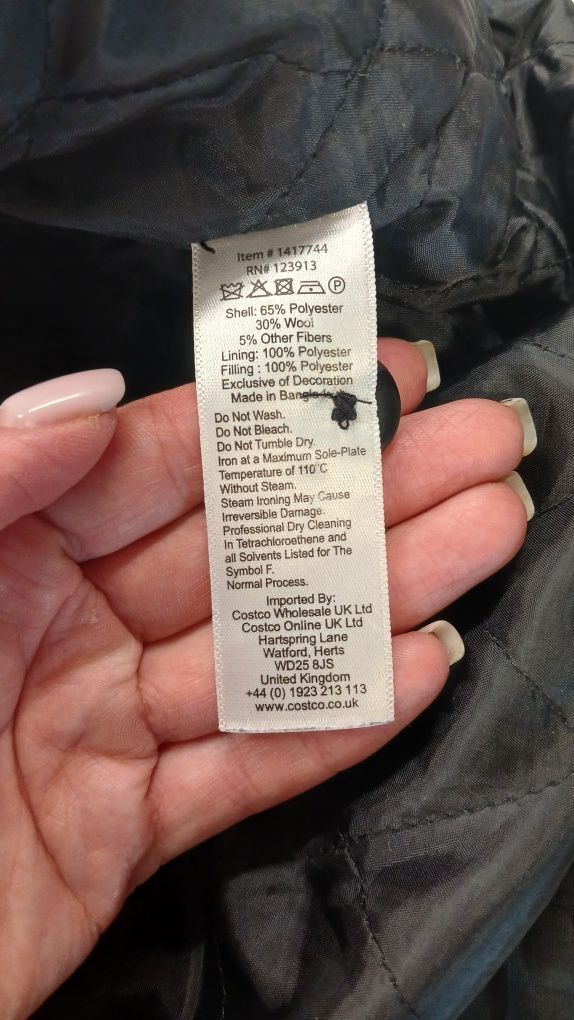 Item # 1417744
RN# 123913
Shell: 65% Polyester
30% Wool
5% Other Fibers
Lining: 100% Polyester
Filling : 100% Polyester
Exclusive of Decoration
Made in
Do Not Wash.
Do Not Bleach.
Do Not Tumble Dry.
Iron at a Maximum Sole-Plate
Temperature of 110°C
Without Steam.
Steam Ironing May Cause
Irreversible Damage.
Professional Dry Cleaning
In Tetrachloroethene and
all Solvents Listed for The
Symbol F.
Normal Process.
Imported By:
Costco Wholesale UK Ltd
Costco Online UK Ltd
Hartspring Lane
Watford, Herts
WD25 8JS
United Kingdom
+44 (0) 1923 213 113
www.costco.co.uk